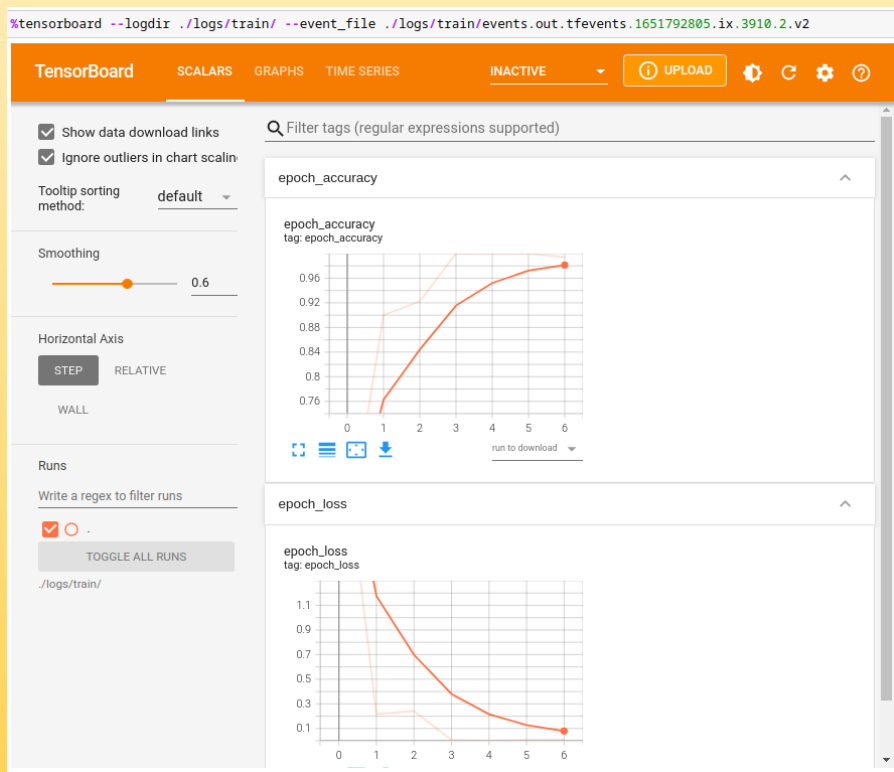 %tensorboard --logdir ./logs/train/ --event_file ./logs/train/events.out.tfevents.1651792805.ix.3910.2.v2
TensorBoard SCALARS GRAPHS TIME SERIES INACTIVE UPLOAD
Show data download links
Ignore outliers in chart scalin
Tooltip sorting
method:
default
Smoothing
0.6
Horizontal Axis
STEP RELATIVE
WALL
Runs
Write a regex to filter runs
.
TOGGLE ALL RUNS
./logs/train/
Filter tags (regular expressions supported)
epoch_accuracy
epoch_accuracy
tag: epoch_accuracy
0.96
0.92
0.88
0.84
0.8
0.76
0 1 2 3 4 5 6
run to download
epoch_loss
epoch_loss
tag: epoch_loss
1.1
0.9
0.7
0.5
0.3
0.1
0 1 2 3 4 5 6